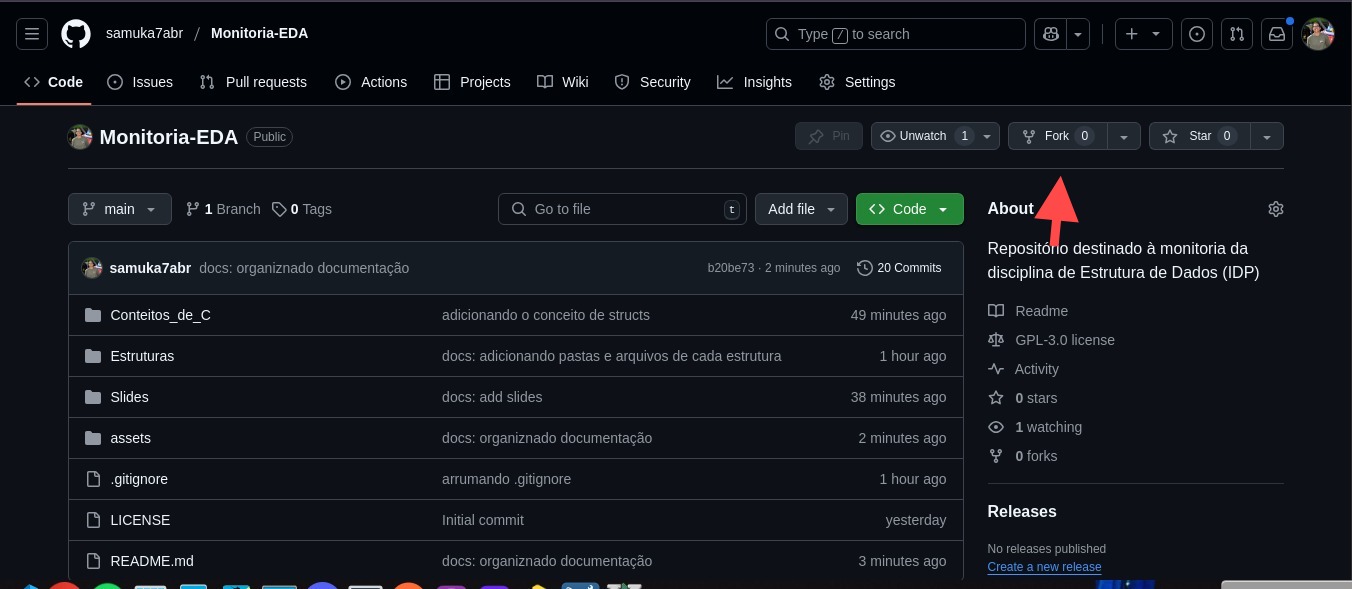 samuka7abr / Monitoria-EDA
Type / to search
Code Issues Pull requests Actions Projects Wiki Security Insights Settings
Monitoria-EDA Public
Pin Unwatch 1 Fork 0 Star 0
main 1 Branch 0 Tags Go to file t Add file Code
samuka7abr docs: organiznado documentação b20be73 · 2 minutes ago 20 Commits
Conteitos_de_C adicionando o conceito de structs 49 minutes ago
Estruturas docs: adicionando pastas e arquivos de cada estrutura 1 hour ago
Slides docs: add slides 38 minutes ago
assets docs: organiznado documentação 2 minutes ago
.gitignore arrumando .gitignore 1 hour ago
LICENSE Initial commit yesterday
README.md docs: organiznado documentação 3 minutes ago
About
Repositório destinado à monitoria da
disciplina de Estrutura de Dados (IDP)
Readme
GPL-3.0 license
Activity
0 stars
1 watching
0 forks
Releases
No releases published
Create a new release